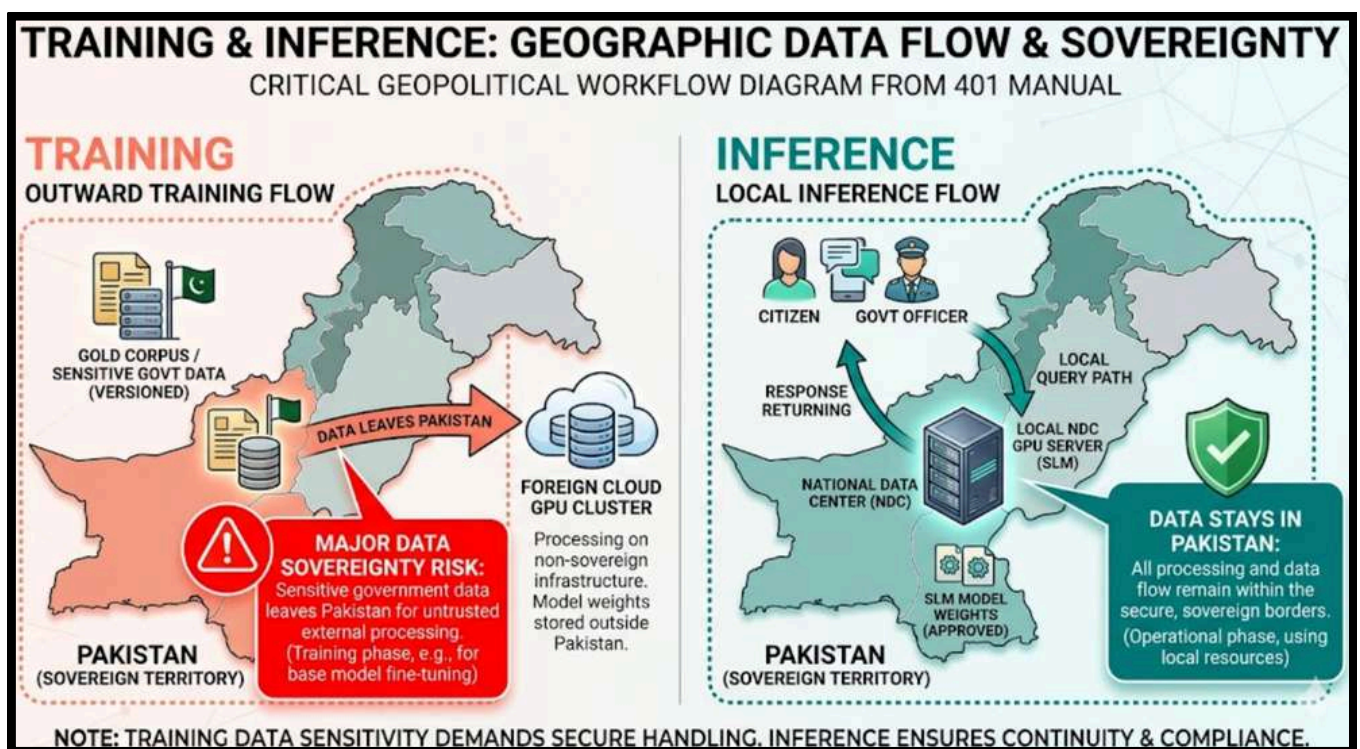 TRAINING & INFERENCE: GEOGRAPHIC DATA FLOW & SOVEREIGNTY
CRITICAL GEOPOLITICAL WORKFLOW DIAGRAM FROM 401 MANUAL
TRAINING
OUTWARD TRAINING FLOW
GOLD CORPUS /
SENSITIVE GOVT DATA
(VERSIONED)
DATA LEAVES PAKISTAN
FOREIGN CLOUD
GPU CLUSTER
Processing on
non-sovereign
infrastructure.
Model weights
stored outside
Pakistan.
MAJOR DATA
SOVEREIGNTY RISK:
Sensitive government data
leaves Pakistan for untrusted
external processing.
(Training phase, e.g., for
base model fine-tuning)
PAKISTAN
(SOVEREIGN TERRITORY)
INFERENCE
LOCAL INFERENCE FLOW
CITIZEN
GOVT OFFICER
LOCAL
QUERY PATH
RESPONSE
RETURNING
LOCAL NDC
GPU SERVER
(SLM)
NATIONAL DATA
CENTER (NDC)
SLM MODEL
WEIGHTS
(APPROVED)
DATA STAYS IN
PAKISTAN:
All processing and data
flow remain within the
secure, sovereign borders.
(Operational phase, using
local resources)
PAKISTAN
(SOVEREIGN TERRITORY)
NOTE: TRAINING DATA SENSITIVITY DEMANDS SECURE HANDLING. INFERENCE ENSURES CONTINUITY & COMPLIANCE.